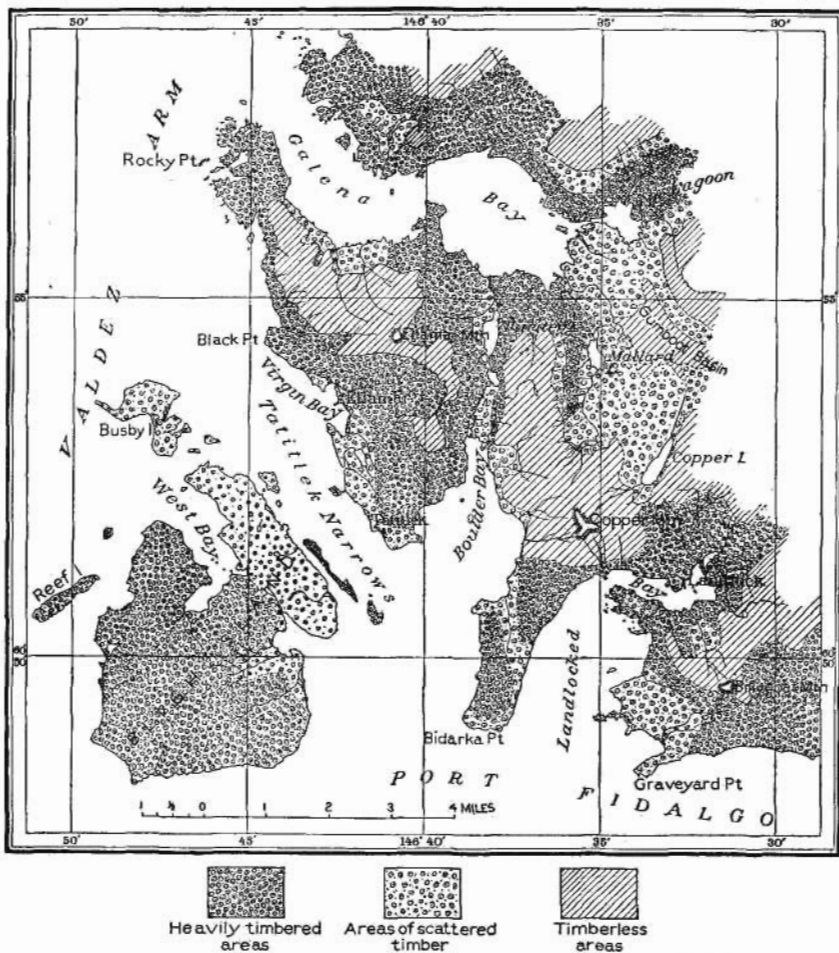 50'
45'
146° 40'
35'
30'
VALDEZ ARM
Rocky Pt
Galena
Bay
Lagoon
55'
55'
Black Pt
Gumboot Basin
Mallard
Virgin Bay
Busby I
Tatitlek Narrows
Boulder Bay
Copper L
West Bay
Copper Mtn
Reef I
Bay
Landlocked
Bidarka Pt
Graveyard Pt
PORT FIDALGO
1 ½ 0 1 2 3 4 MILES
50'
45'
146° 40'
35'
30'
Heavily timbered
areas
Areas of scattered
timber
Timberless
areas